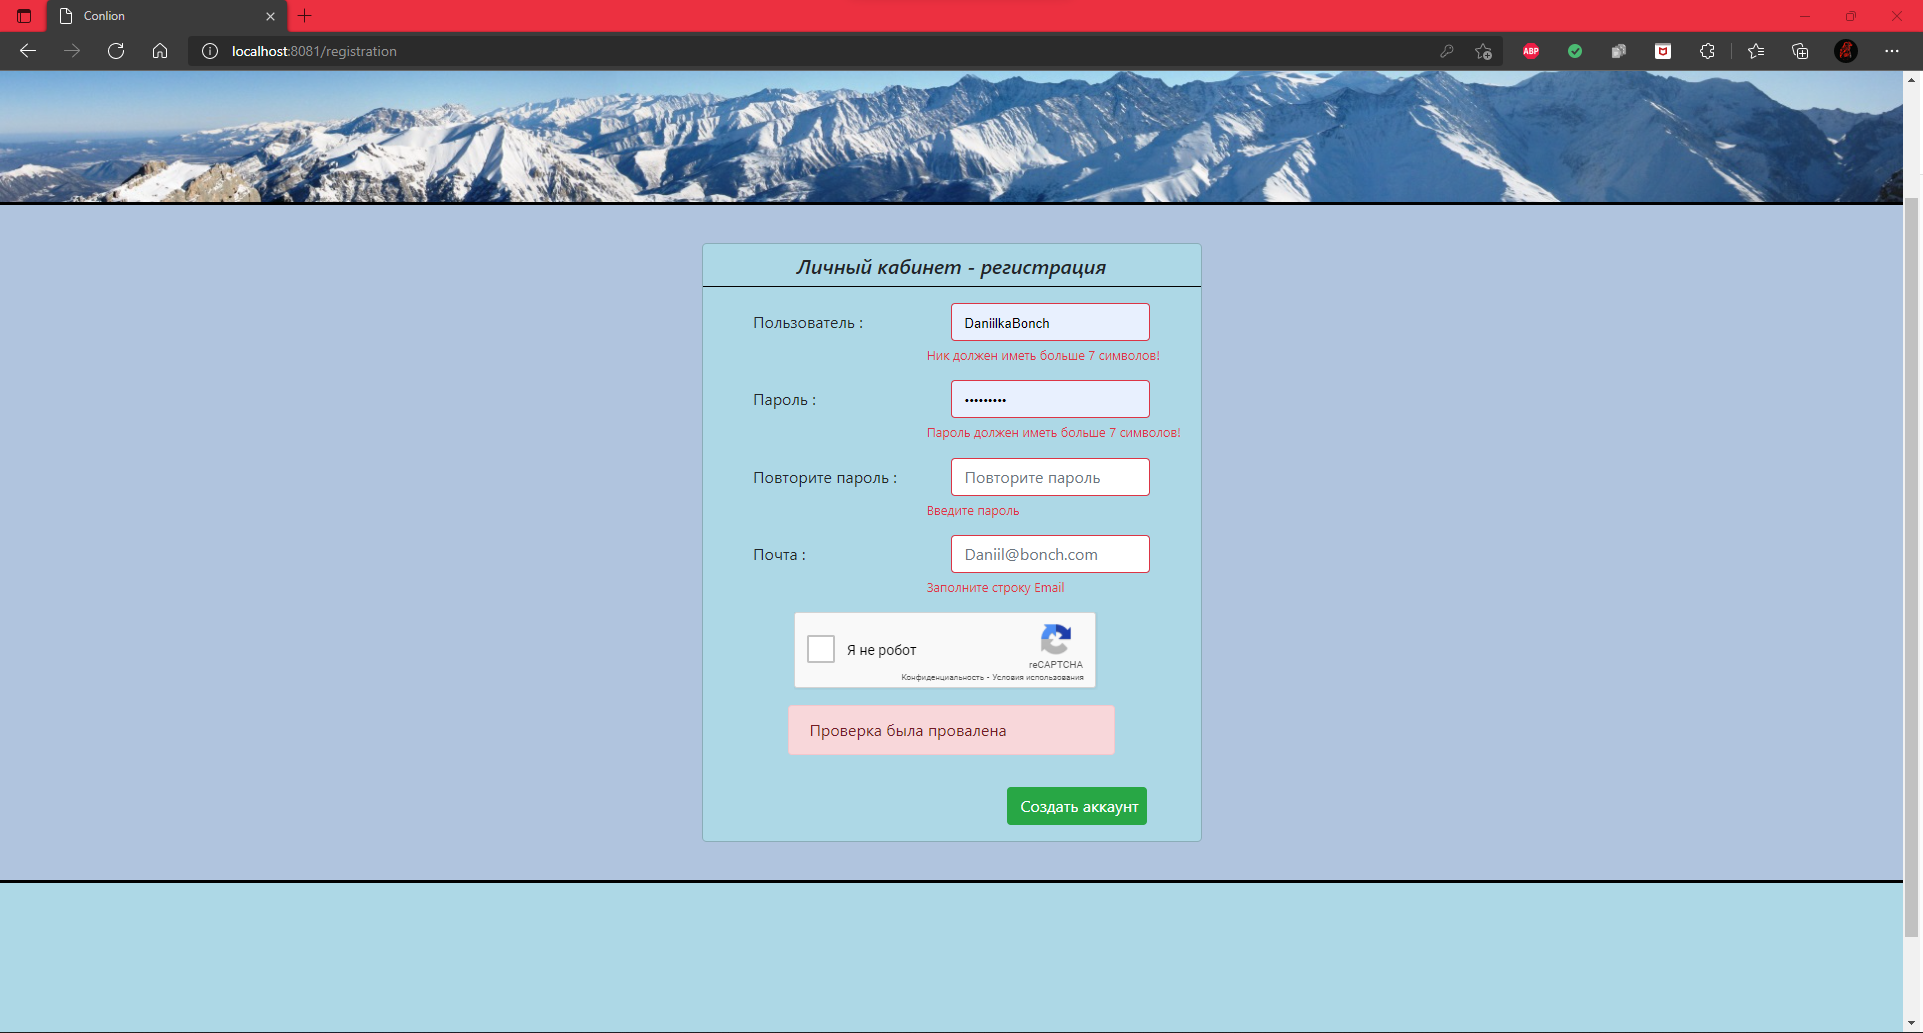 Conlion
localhost:8081/registration
ABP
Личный кабинет - регистрация
Пользователь :
DaniilkaBonch
Ник должен иметь больше 7 символов!
Пароль :
•••••••••
Пароль должен иметь больше 7 символов!
Повторите пароль :
Повторите пароль
Введите пароль
Почта :
Daniil@bonch.com
Заполните строку Email
Я не робот
reCAPTCHA
Конфиденциальность - Условия использования
Проверка была провалена
Создать аккаунт